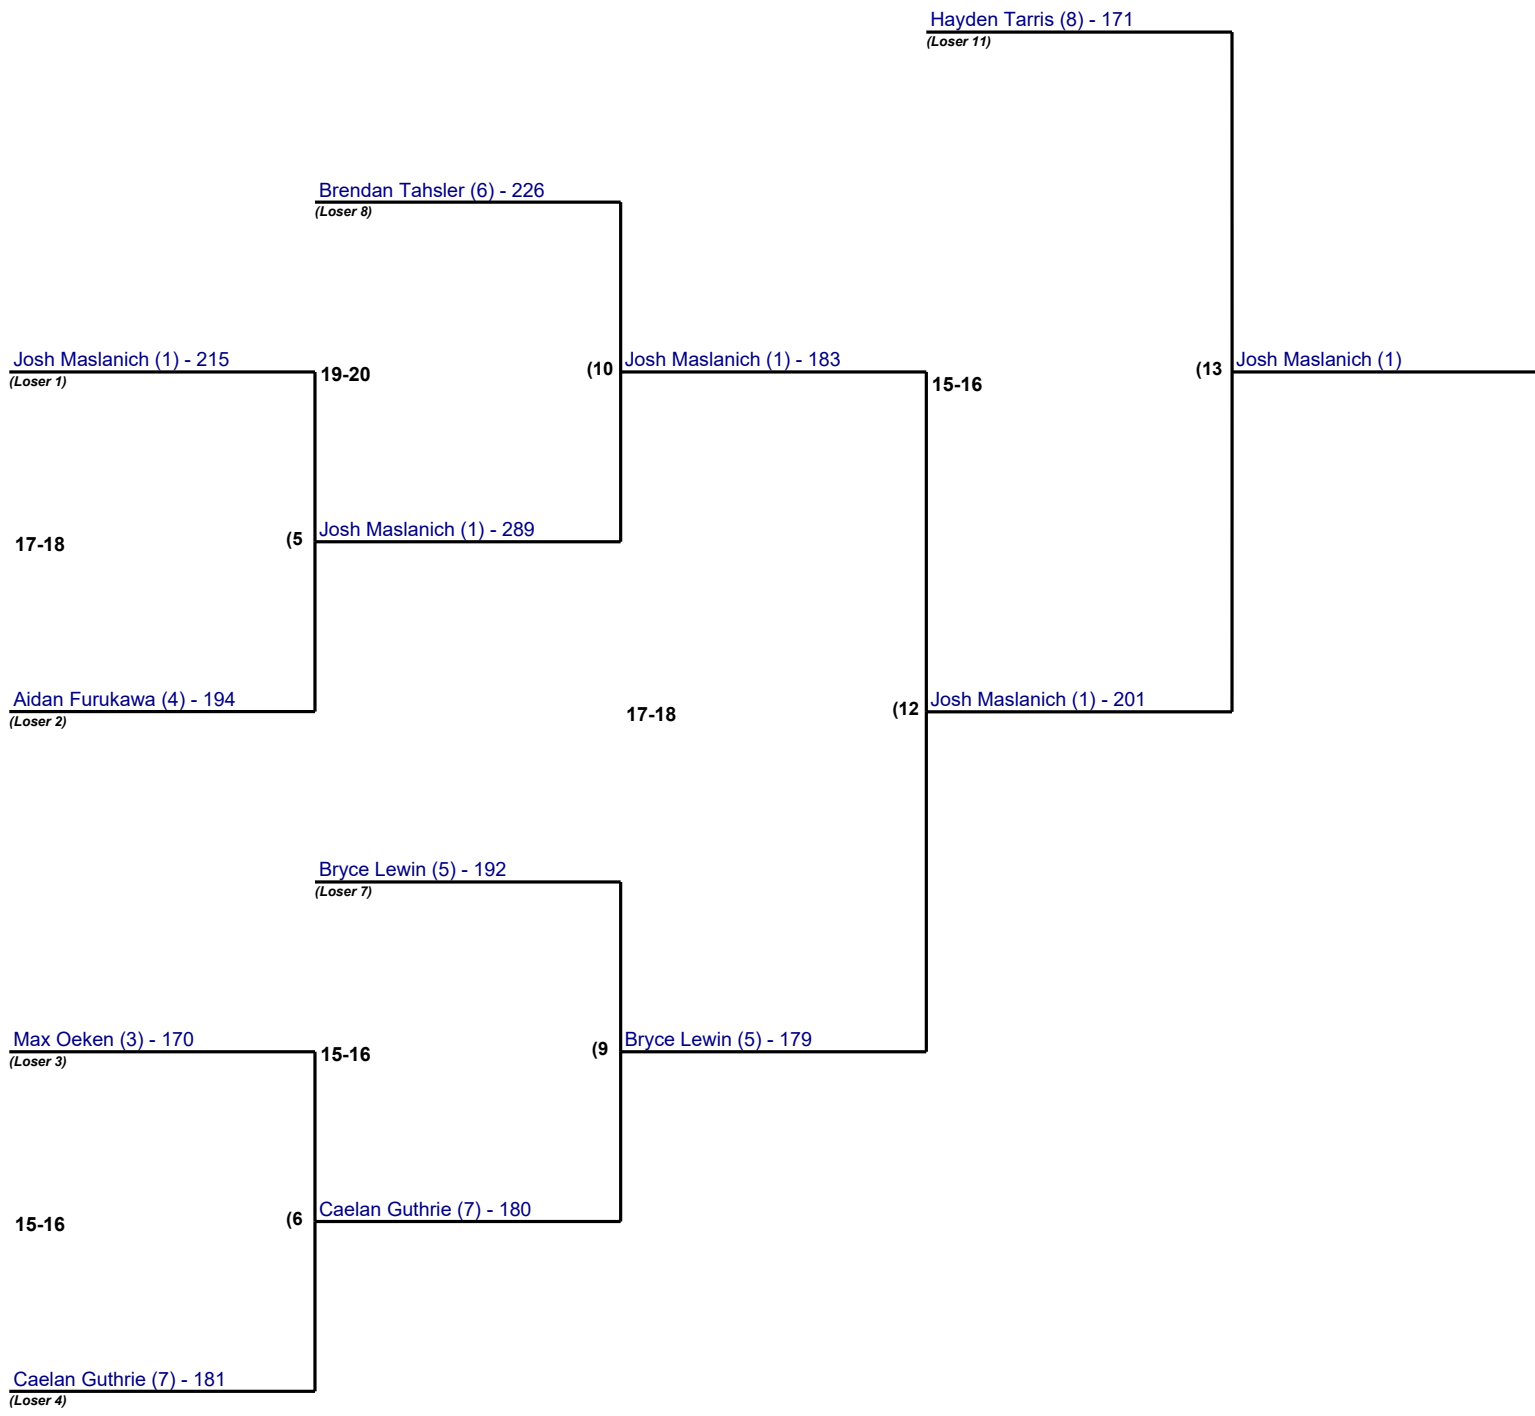 Hayden Tarris (8) - 171
(Loser 11)
Brendan Tahsler (6) - 226
(Loser 8)
Josh Maslanich (1) - 215
(Loser 1)
19-20
(10
Josh Maslanich (1) - 183
15-16
(13
Josh Maslanich (1)
17-18
(5
Josh Maslanich (1) - 289
Aidan Furukawa (4) - 194
(Loser 2)
17-18
(12
Josh Maslanich (1) - 201
Bryce Lewin (5) - 192
(Loser 7)
Max Oeken (3) - 170
(Loser 3)
15-16
(9
Bryce Lewin (5) - 179
15-16
(6
Caelan Guthrie (7) - 180
Caelan Guthrie (7) - 181
(Loser 4)